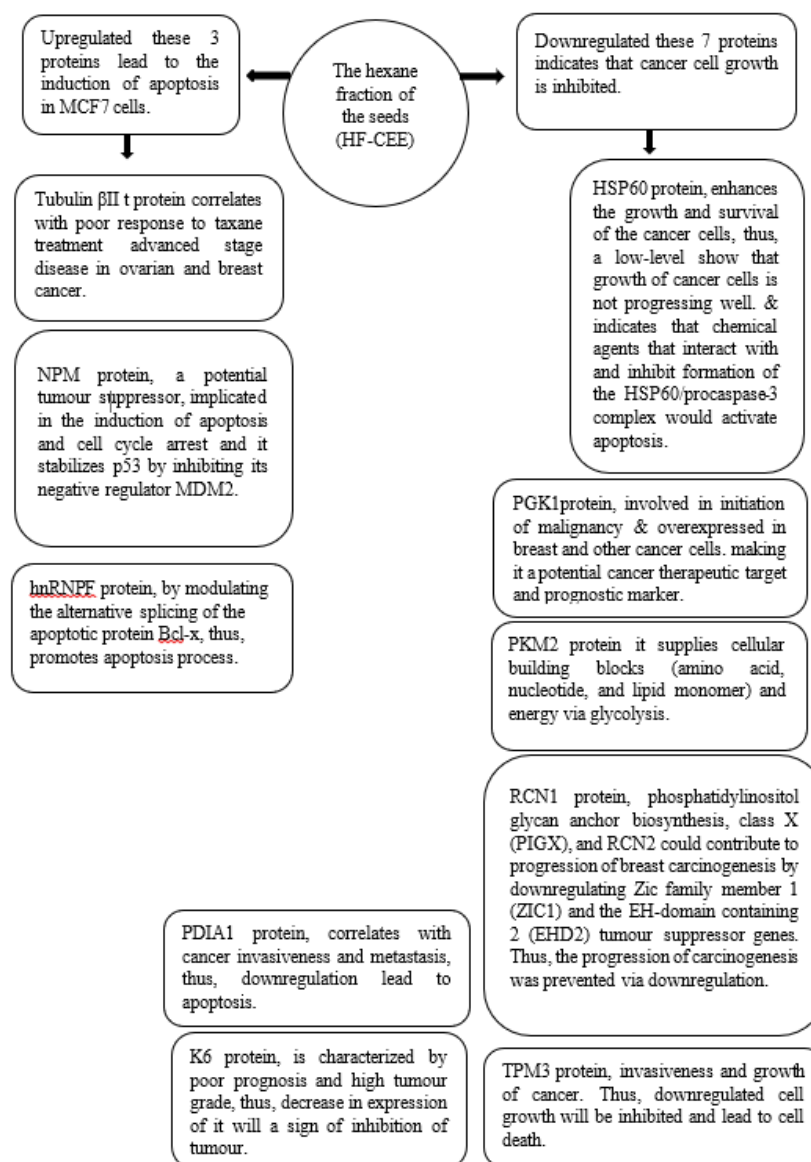 Upregulated these 3
proteins lead to the
induction of apoptosis
in MCF7 cells.
The hexane
fraction of
the seeds
(HF-CEE)
Downregulated these 7 proteins
indicates that cancer cell growth
is inhibited.
Tubulin βII t protein correlates
with poor response to taxane
treatment advanced stage
disease in ovarian and breast
cancer.
NPM protein, a potential
tumour suppressor, implicated
in the induction of apoptosis
and cell cycle arrest and it
stabilizes p53 by inhibiting its
negative regulator MDM2.
hnRNPF protein, by modulating
the alternative splicing of the
apoptotic protein Bcl-x, thus,
promotes apoptosis process.
HSP60 protein, enhances
the growth and survival
of the cancer cells, thus,
a low-level show that
growth of cancer cells is
not progressing well. &
indicates that chemical
agents that interact with
and inhibit formation of
the HSP60/procaspase-3
complex would activate
apoptosis.
PGK1protein, involved in initiation
of malignancy & overexpressed in
breast and other cancer cells. making
it a potential cancer therapeutic target
and prognostic marker.
PKM2 protein it supplies cellular
building blocks (amino acid,
nucleotide, and lipid monomer) and
energy via glycolysis.
RCN1 protein, phosphatidylinositol
glycan anchor biosynthesis, class X
(PIGX), and RCN2 could contribute to
progression of breast carcinogenesis by
downregulating Zic family member 1
(ZIC1) and the EH-domain containing
2 (EHD2) tumour suppressor genes.
Thus, the progression of carcinogenesis
was prevented via downregulation.
PDIA1 protein, correlates with
cancer invasiveness and metastasis,
thus, downregulation lead to
apoptosis.
K6 protein, is characterized by
poor prognosis and high tumour
grade, thus, decrease in expression
of it will a sign of inhibition of
tumour.
TPM3 protein, invasiveness and growth
of cancer. Thus, downregulated cell
growth will be inhibited and lead to cell
death.